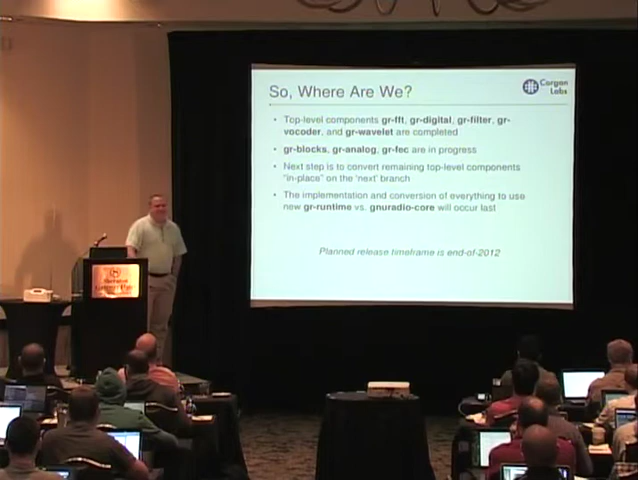 So, Where Are We?
Corgan
Labs
• Top-level components gr-fft, gr-digital, gr-filter, gr-
vocoder, and gr-wavelet are completed
• gr-blocks, gr-analog, gr-fec are in progress
• Next step is to convert remaining top-level components
"in-place" on the 'next' branch
• The implementation and conversion of everything to use
new gr-runtime vs. gnuradio-core will occur last
Planned release timeframe is end-of-2012
Sheraton